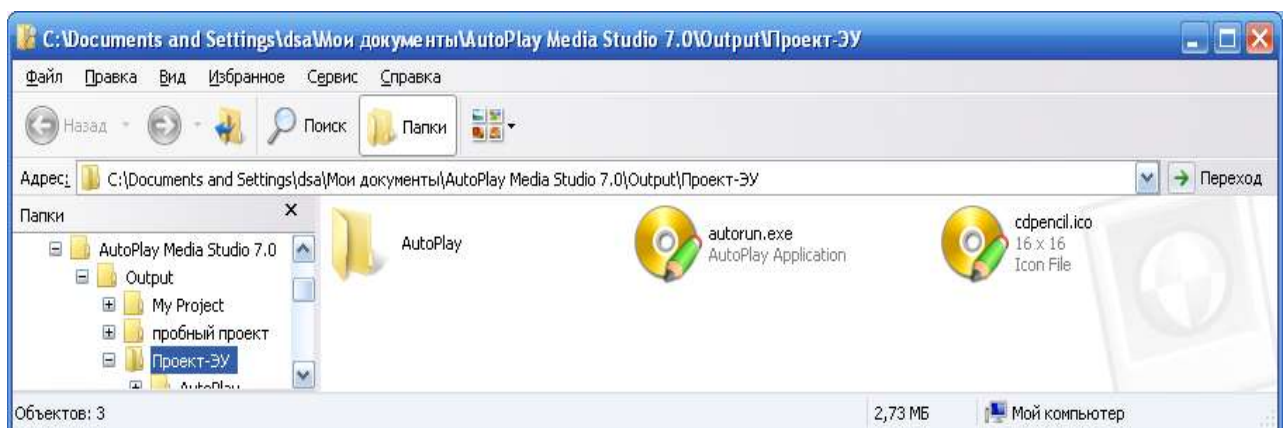 C:\Documents and Settings\dsa\Мои документы\AutoPlay Media Studio 7.0\Output\Проект-ЭУ
Файл Правка Вид Избранное Сервис Справка
Назад Поиск Папки
Адрес: C:\Documents and Settings\dsa\Мои документы\AutoPlay Media Studio 7.0\Output\Проект-ЭУ Переход
Папки X
AutoPlay Media Studio 7.0
Output
My Project
пробный проект
Проект-ЭУ
AutoPlay
AutoPlay
autorun.exe
AutoPlay Application
cdpencil.ico
16 x 16
Icon File
Объектов: 3 2,73 МБ Мой компьютер